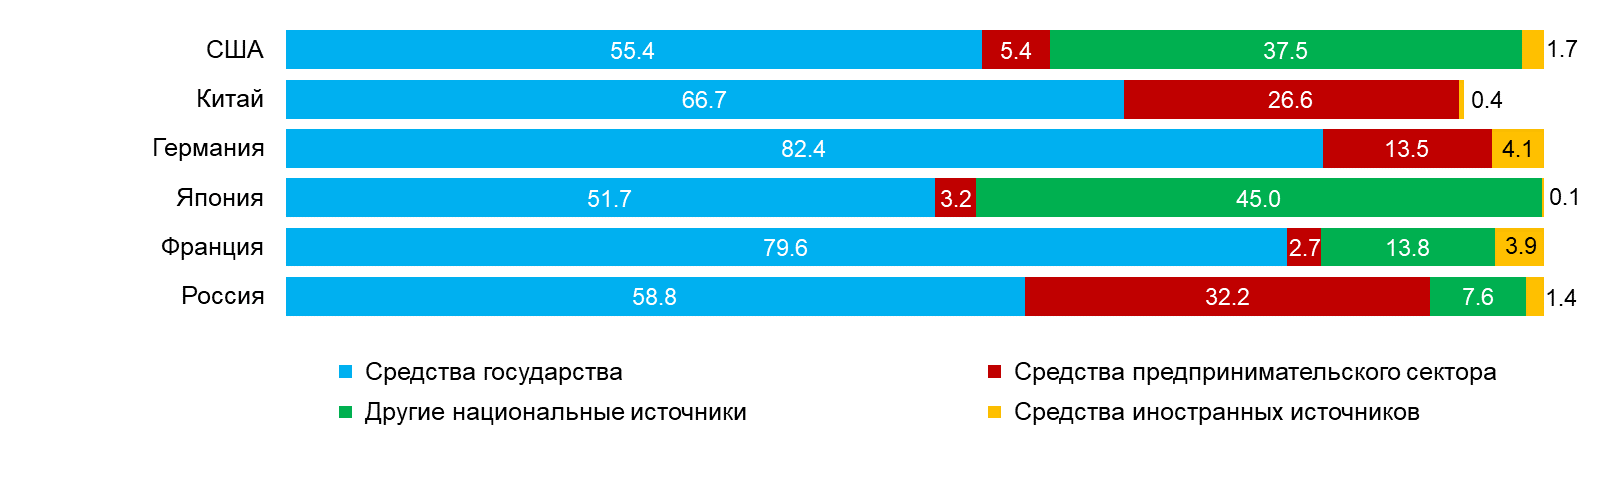 США 55.4 5.4 37.5 1.7
Китай 66.7 26.6 0.4
Германия 82.4 13.5 4.1
Япония 51.7 3.2 45.0 0.1
Франция 79.6 2.7 13.8 3.9
Россия 58.8 32.2 7.6 1.4
Средства государства Средства предпринимательского сектора
Другие национальные источники Средства иностранных источников